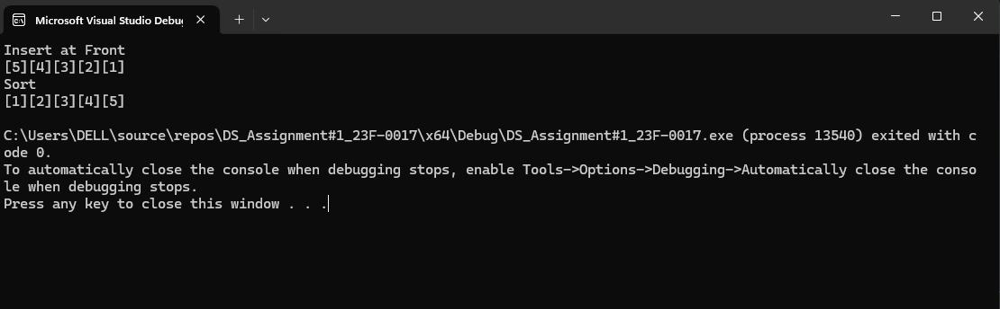 Microsoft Visual Studio Debug
Insert at Front
[5][4][3][2][1]
Sort
[1][2][3][4][5]
C:\Users\DELL\source\repos\DS_Assignment#1_23F-0017\x64\Debug\DS_Assignment#1_23F-0017.exe (process 13540) exited with c
ode 0.
To automatically close the console when debugging stops, enable Tools->Options->Debugging->Automatically close the conso
le when debugging stops.
Press any key to close this window . . .